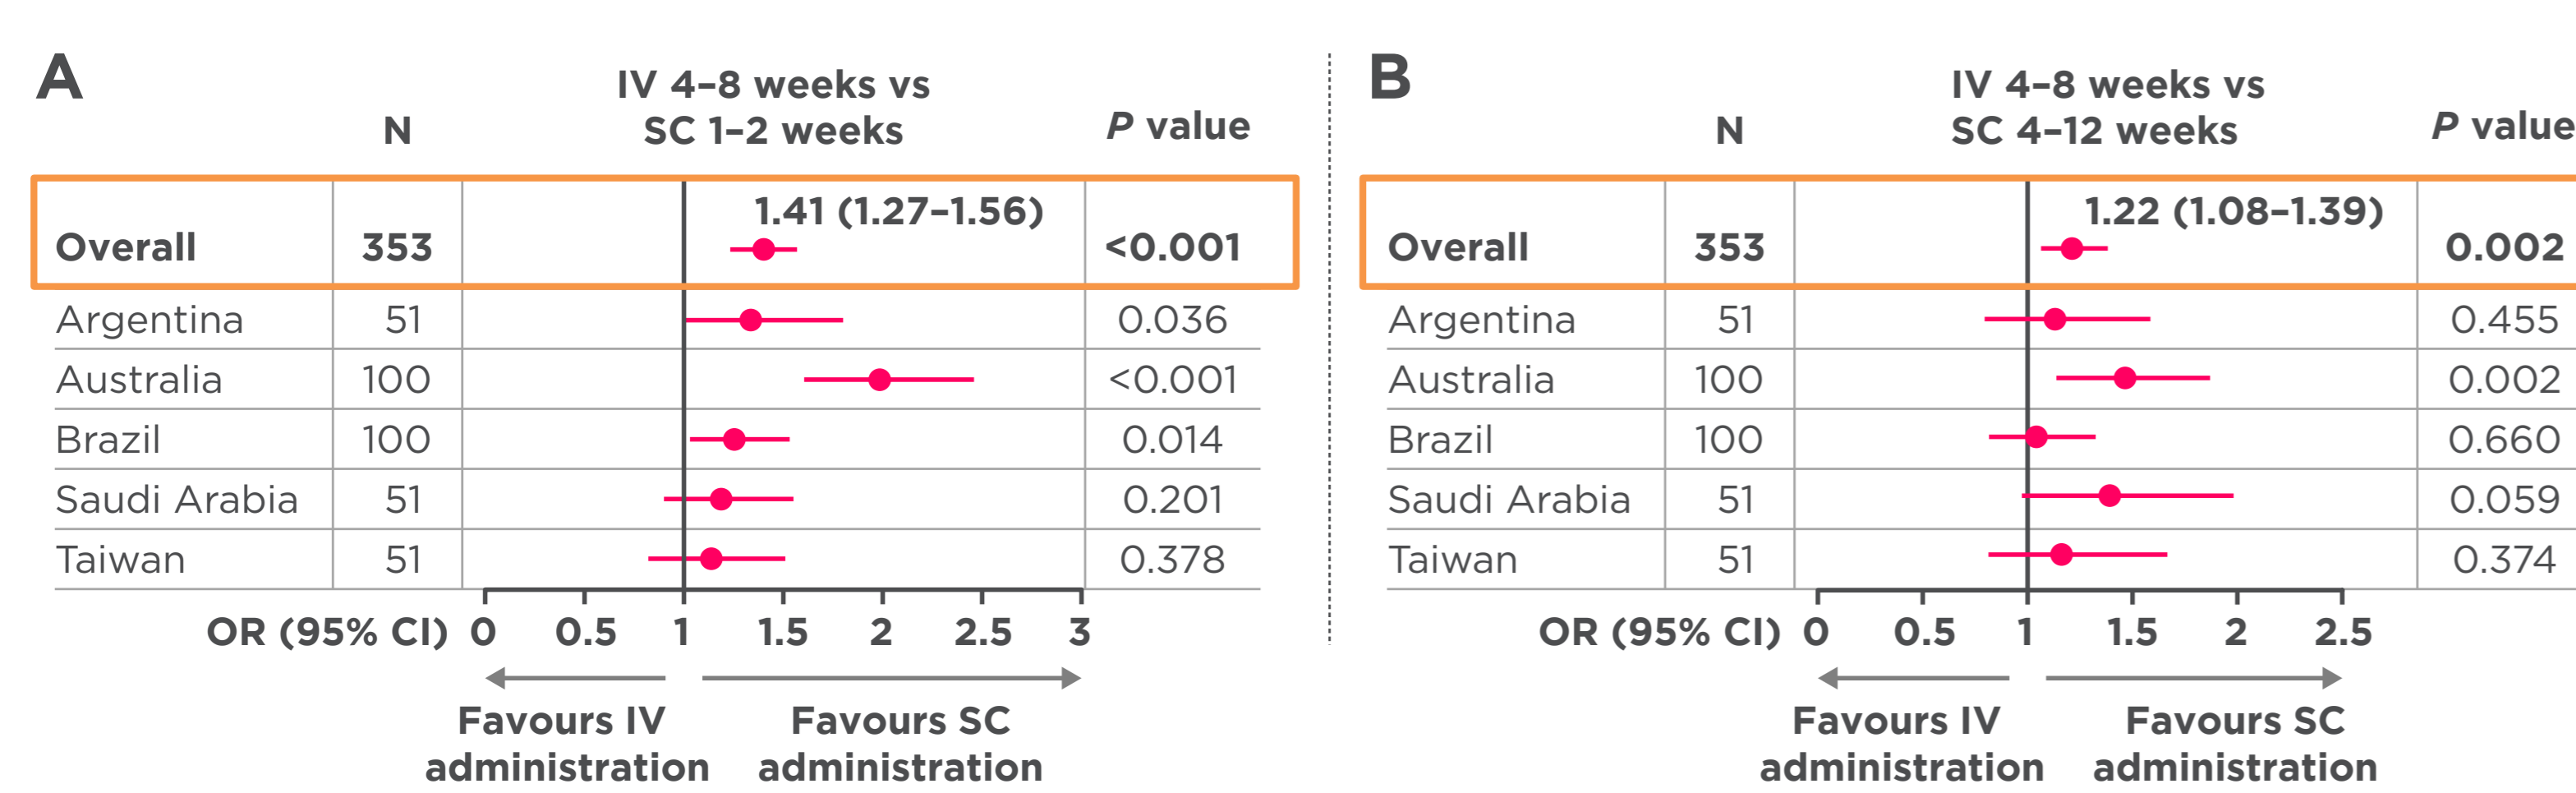 A
IV 4–8 weeks vs
SC 1–2 weeks
N
P value
Overall 353 1.41 (1.27–1.56) <0.001
Argentina 51 0.036
Australia 100 <0.001
Brazil 100 0.014
Saudi Arabia 51 0.201
Taiwan 51 0.378
OR (95% CI) 0 0.5 1 1.5 2 2.5 3
Favours IV
administration
Favours SC
administration
B
IV 4–8 weeks vs
SC 4–12 weeks
N
P value
Overall 353 1.22 (1.08–1.39) 0.002
Argentina 51 0.455
Australia 100 0.002
Brazil 100 0.660
Saudi Arabia 51 0.059
Taiwan 51 0.374
OR (95% CI) 0 0.5 1 1.5 2 2.5
Favours IV
administration
Favours SC
administration